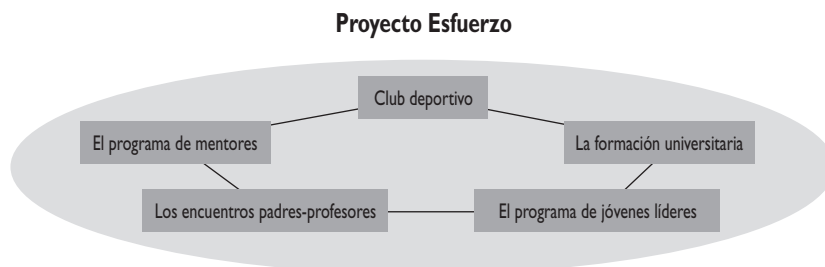 Proyecto Esfuerzo
Club deportivo
El programa de mentores
La formación universitaria
Los encuentros padres-profesores
El programa de jóvenes líderes